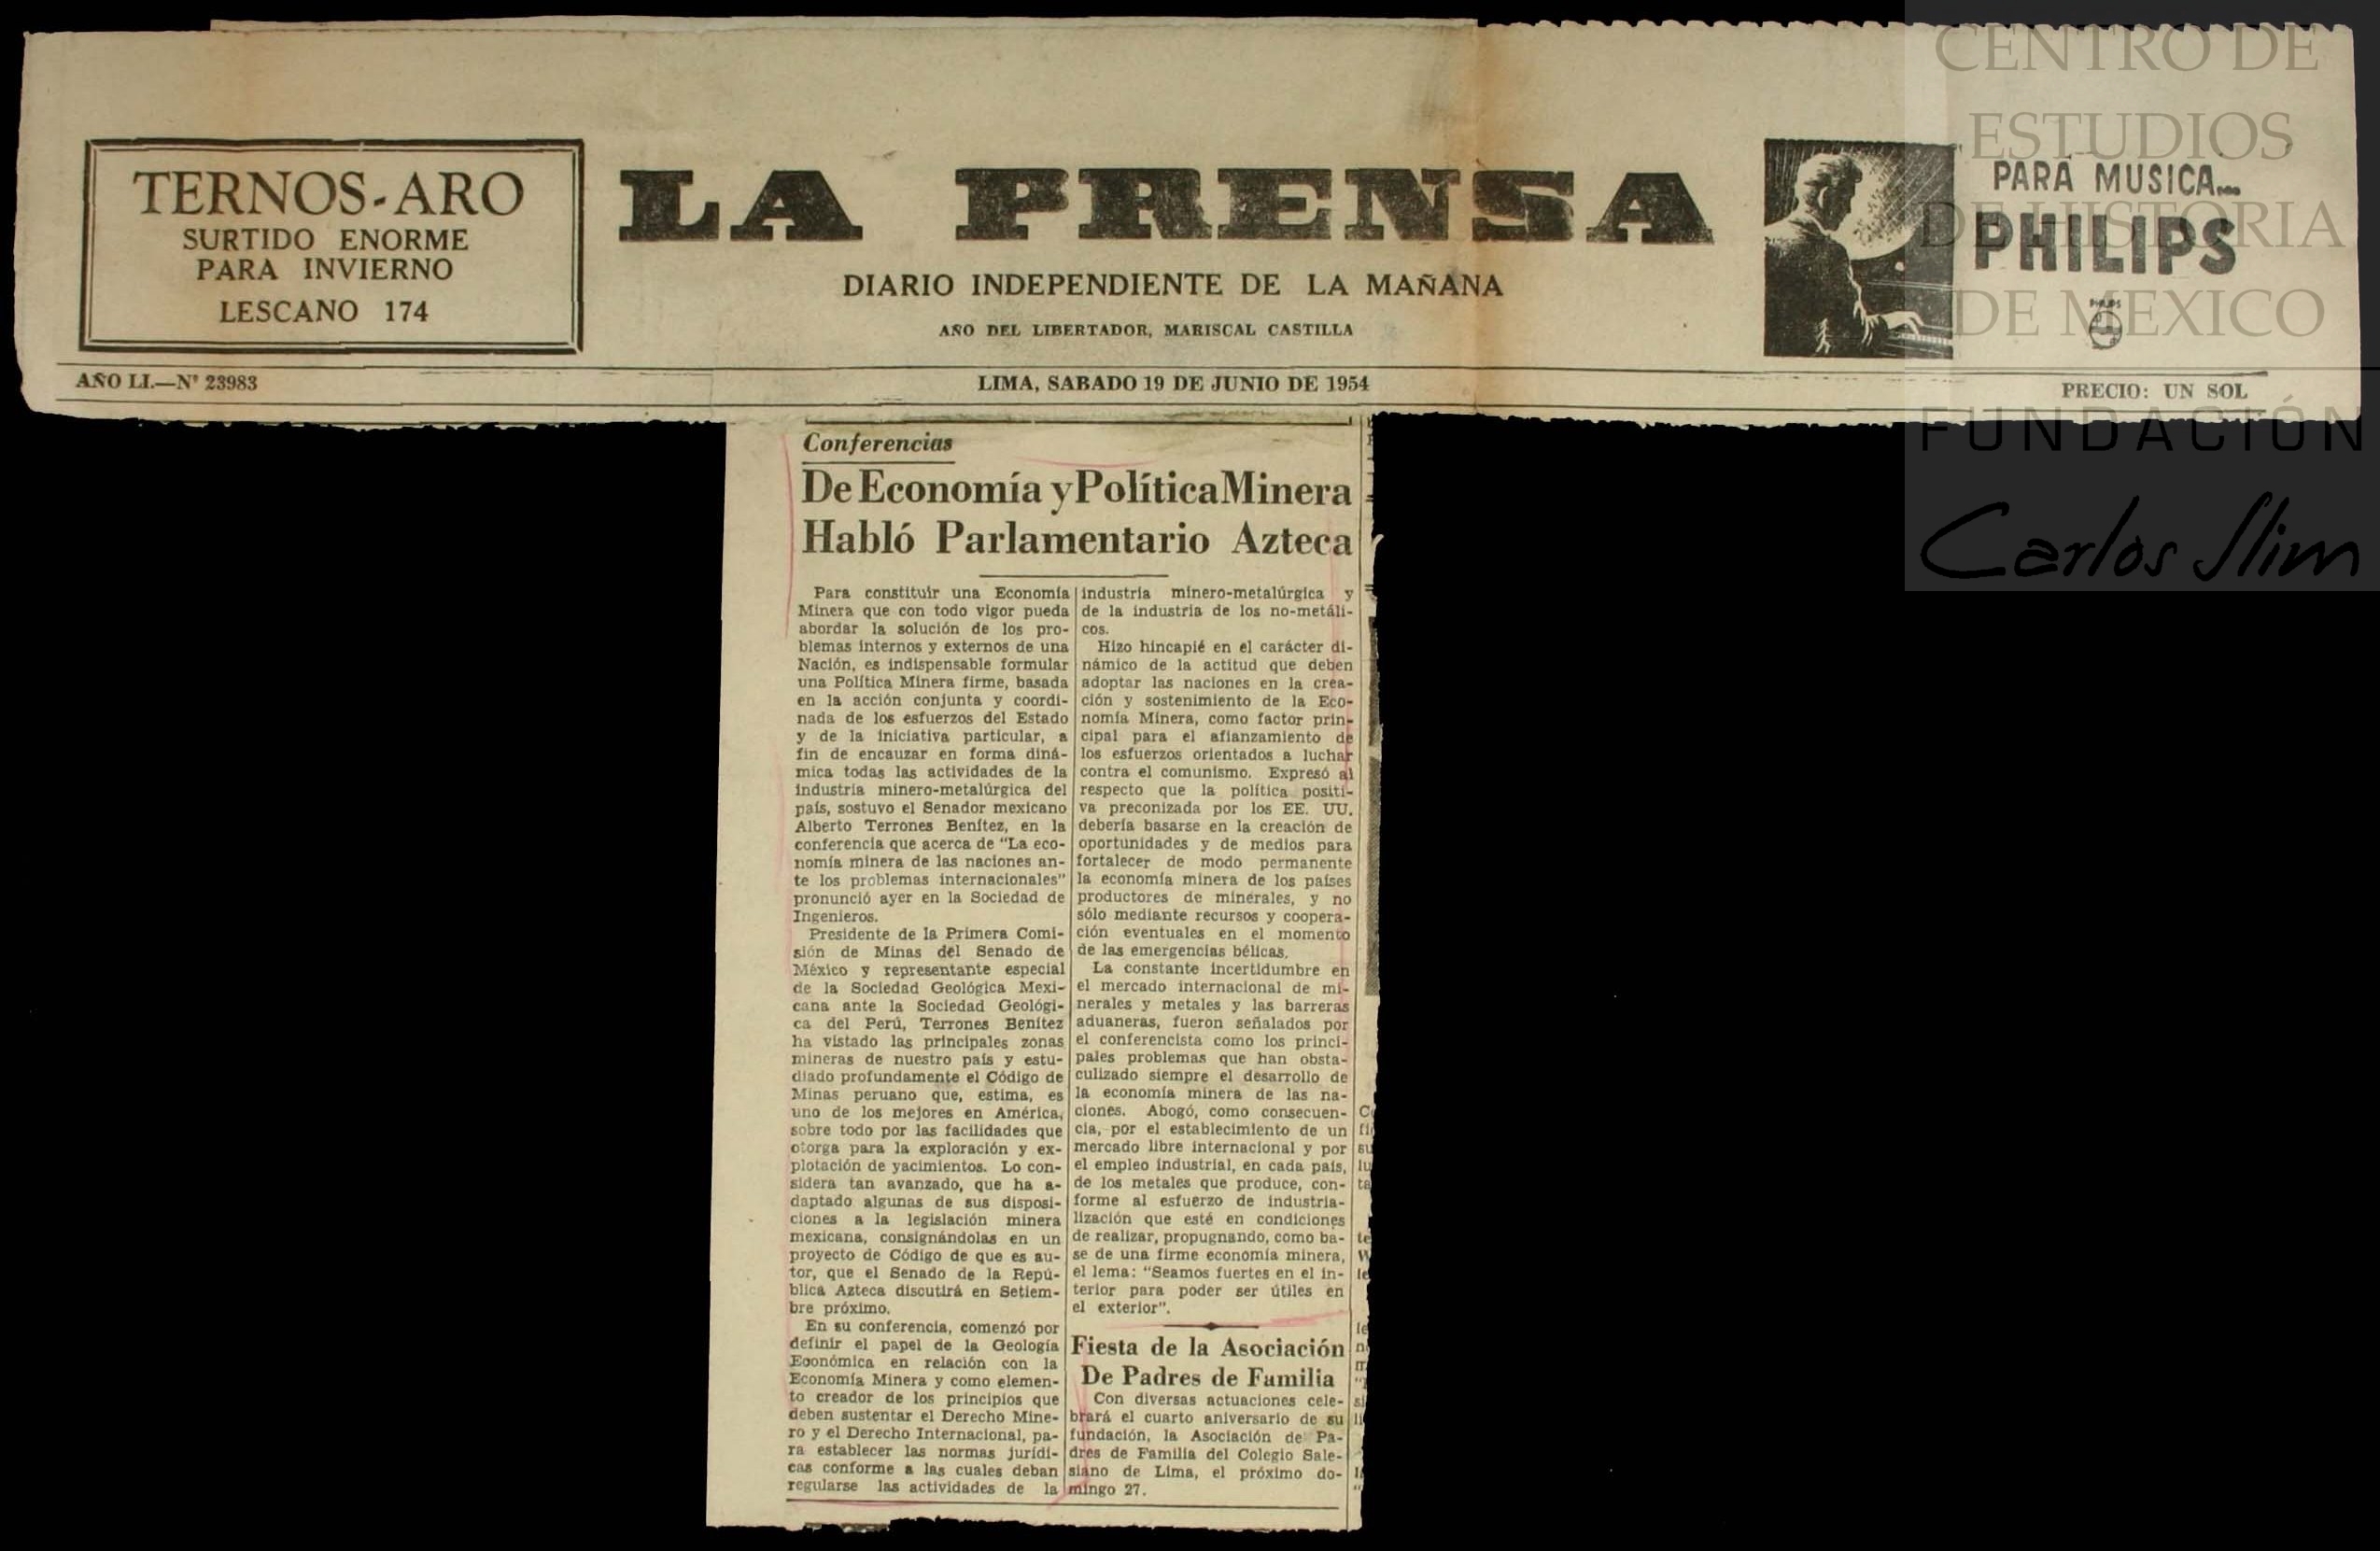 TERNOS-ARO
SURTIDO ENORME
PARA INVIERNO
LESCANO 174
LA PRENSA
DIARIO INDEPENDIENTE DE LA MAÑANA
AÑO DEL LIBERTADOR, MARISCAL CASTILLA
PARA MUSICA...
PHILIPS
PHILIPS
CENTRO DE
ESTUDIOS
DE HISTORIA
DE MEXICO
FUNDACIÓN
Carlos Slim
AÑO LI.—Nº 23983
LIMA, SABADO 19 DE JUNIO DE 1954
PRECIO: UN SOL
Conferencias
De Economía y Política Minera
Habló Parlamentario Azteca
Para constituir una Economía
Minera que con todo vigor pueda
abordar la solución de los pro-
blemas internos y externos de una
Nación, es indispensable formular
una Política Minera firme, basada
en la acción conjunta y coordi-
nada de los esfuerzos del Estado
y de la iniciativa particular, a
fin de encauzar en forma diná-
mica todas las actividades de la
industria minero-metalúrgica del
país, sostuvo el Senador mexicano
Alberto Terrones Benítez, en la
conferencia que acerca de "La eco-
nomía minera de las naciones an-
te los problemas internacionales"
pronunció ayer en la Sociedad de
Ingenieros.
Presidente de la Primera Comi-
sión de Minas del Senado de
México y representante especial
de la Sociedad Geológica Mexi-
cana ante la Sociedad Geológi-
ca del Perú, Terrones Benítez
ha vistado las principales zonas
mineras de nuestro país y estu-
diado profundamente el Código de
Minas peruano que, estima, es
uno de los mejores en América,
sobre todo por las facilidades que
otorga para la exploración y ex-
plotación de yacimientos. Lo con-
sidera tan avanzado, que ha a-
daptado algunas de sus disposi-
ciones a la legislación minera
mexicana, consignándolas en un
proyecto de Código de que es au-
tor, que el Senado de la Repú-
blica Azteca discutirá en Setiem-
bre próximo.
En su conferencia, comenzó por
definir el papel de la Geología
Económica en relación con la
Economía Minera y como elemen-
to creador de los principios que
deben sustentar el Derecho Mine-
ro y el Derecho Internacional, pa-
ra establecer las normas jurídi-
cas conforme a las cuales deban
regularse las actividades de la
industria minero-metalúrgica y
de la industria de los no-metáli-
cos.
Hizo hincapié en el carácter di-
námico de la actitud que deben
adoptar las naciones en la crea-
ción y sostenimiento de la Eco-
nomía Minera, como factor prin-
cipal para el afianzamiento de
los esfuerzos orientados a luchar
contra el comunismo. Expresó al
respecto que la política positi-
va preconizada por los EE. UU.
debería basarse en la creación de
oportunidades y de medios para
fortalecer de modo permanente
la economía minera de los países
productores de minerales, y no
sólo mediante recursos y coopera-
ción eventuales en el momento
de las emergencias bélicas.
La constante incertidumbre en
el mercado internacional de mi-
nerales y metales y las barreras
aduaneras, fueron señalados por
el conferencista como los princi-
pales problemas que han obsta-
culizado siempre el desarrollo de
la economía minera de las na-
ciones. Abogó, como consecuen-
cia, por el establecimiento de un
mercado libre internacional y por
el empleo industrial, en cada país,
de los metales que produce, con-
forme al esfuerzo de industria-
lización que esté en condiciones
de realizar, propugnando, como ba-
se de una firme economía minera,
el lema: "Seamos fuertes en el in-
terior para poder ser útiles en
el exterior".
Fiesta de la Asociación
De Padres de Familia
Con diversas actuaciones cele-
brará el cuarto aniversario de su
fundación, la Asociación de Pa-
dres de Familia del Colegio Sale-
siano de Lima, el próximo do-
mingo 27.